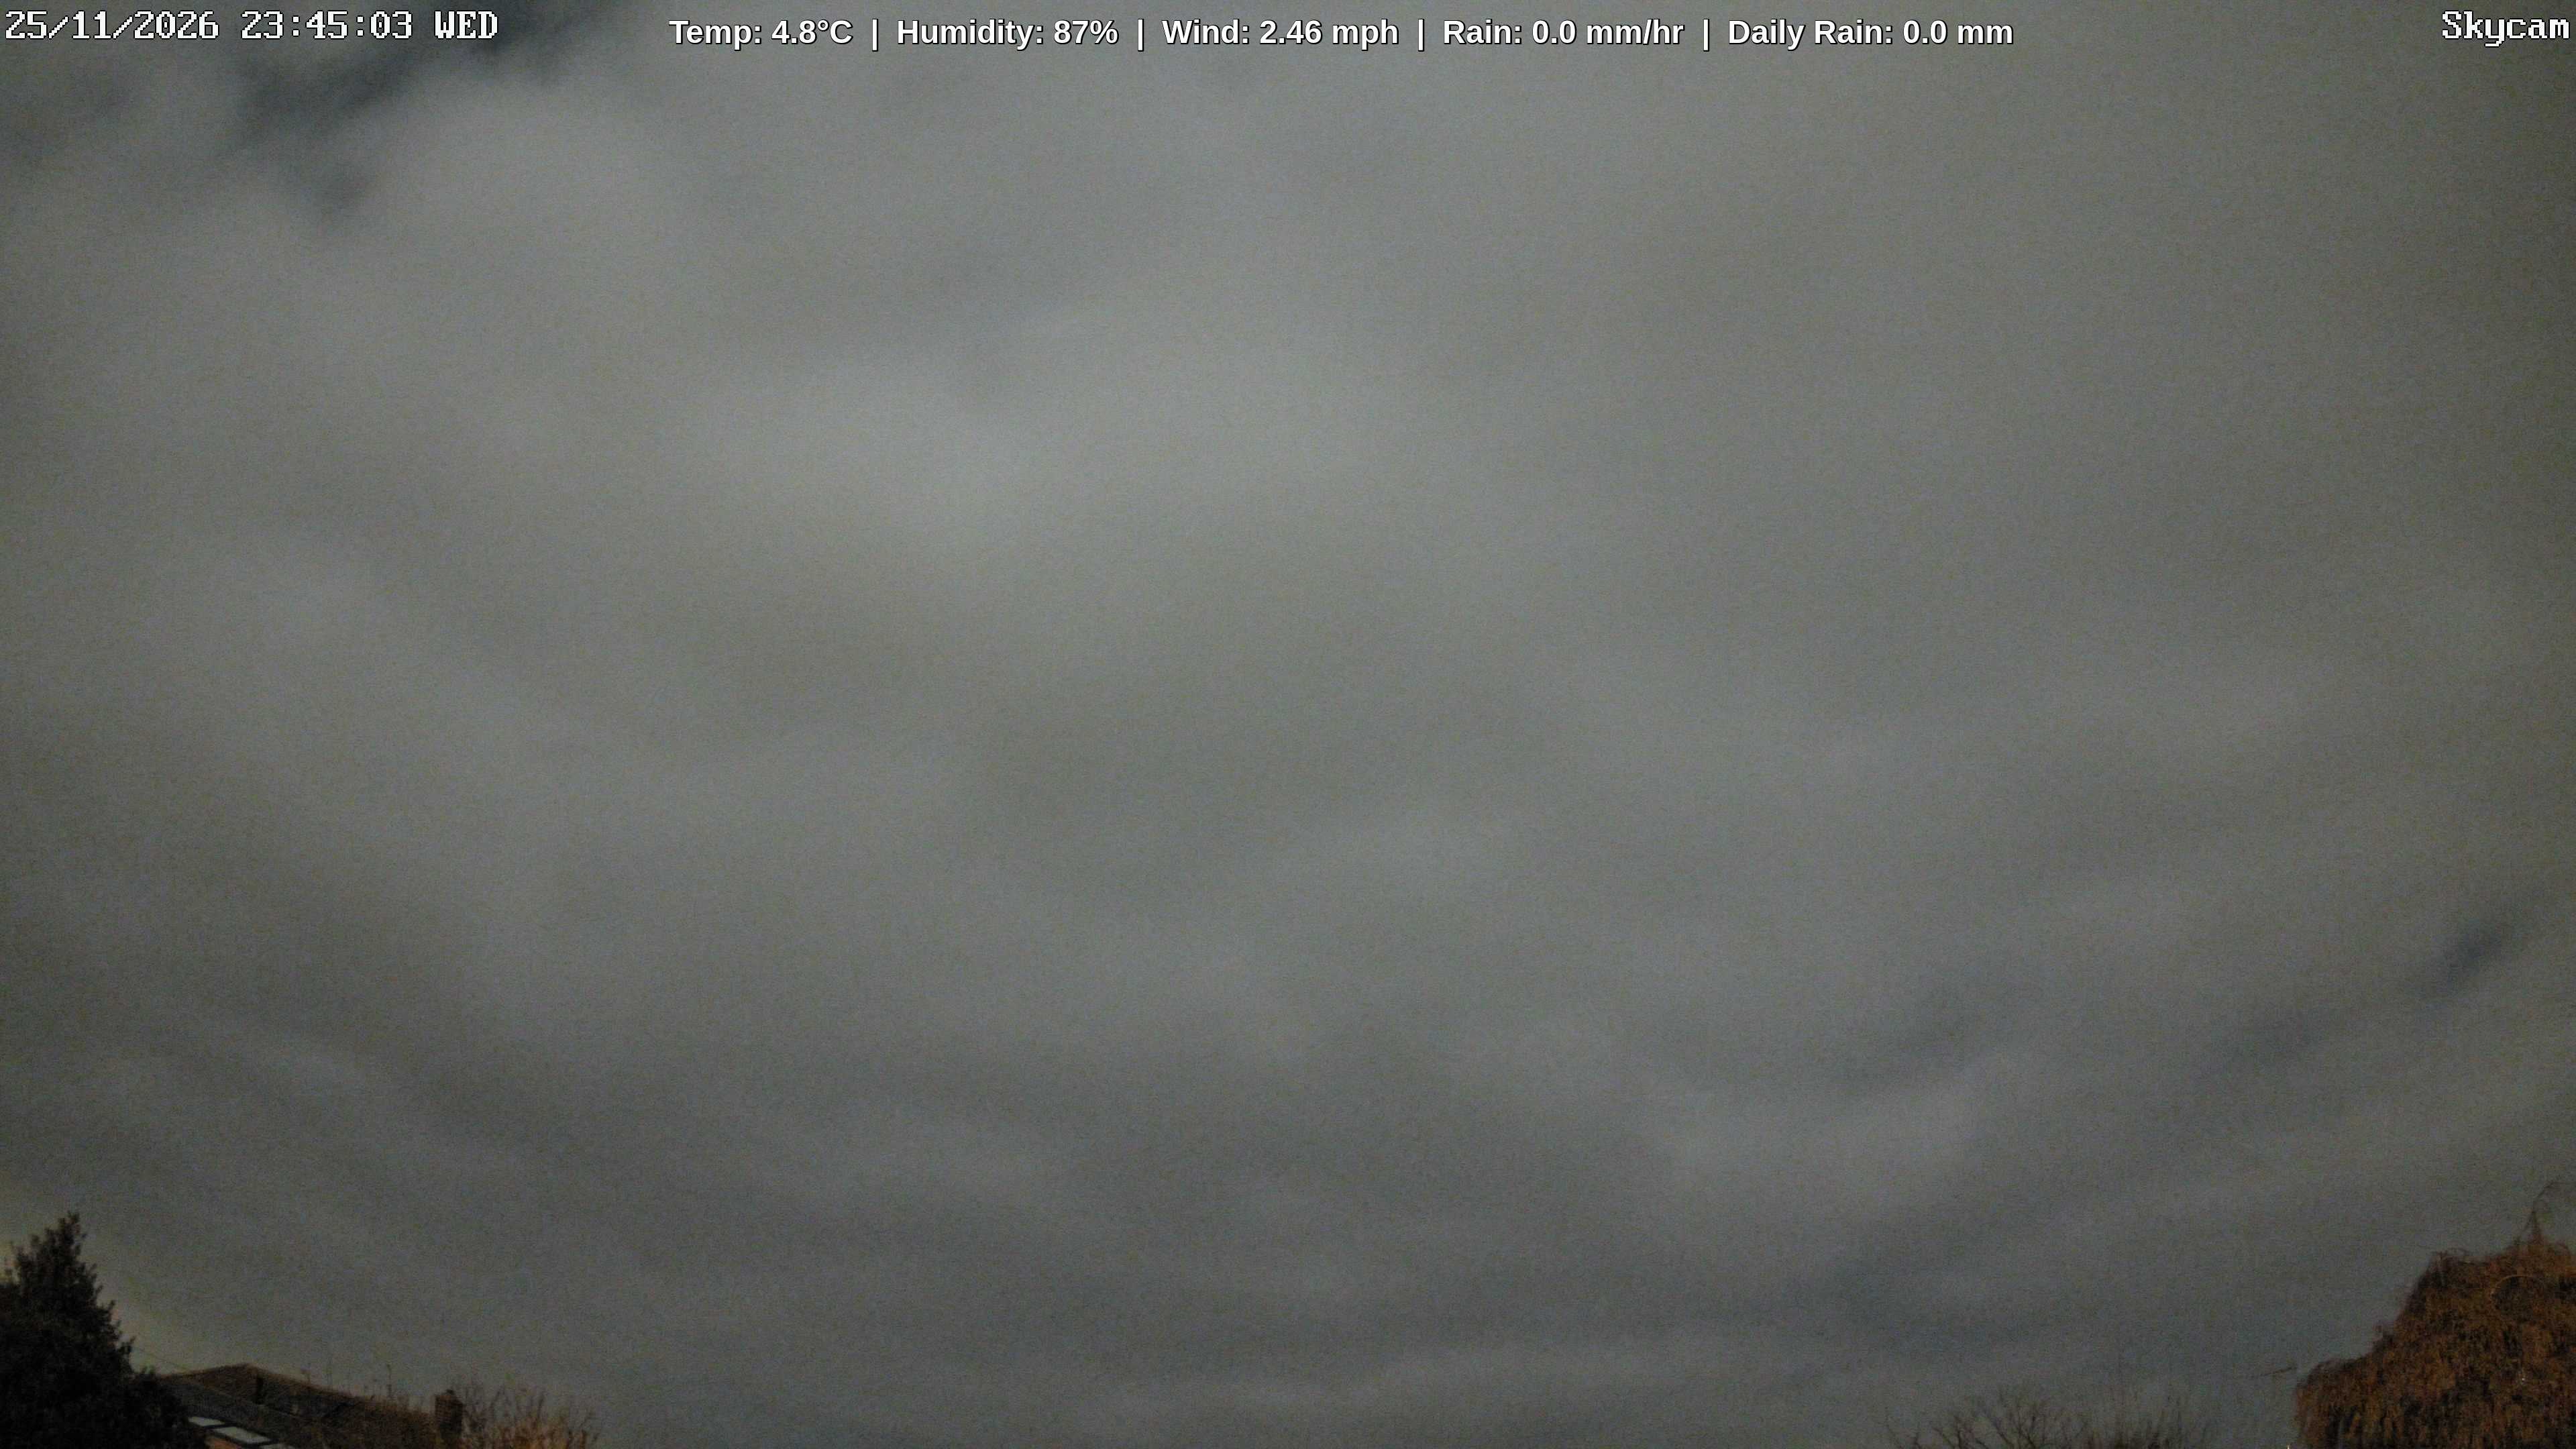 25/11/2026 23:45:03 WED
Temp: 4.8°C | Humidity: 87% | Wind: 2.46 mph | Rain: 0.0 mm/hr | Daily Rain: 0.0 mm
Skycam